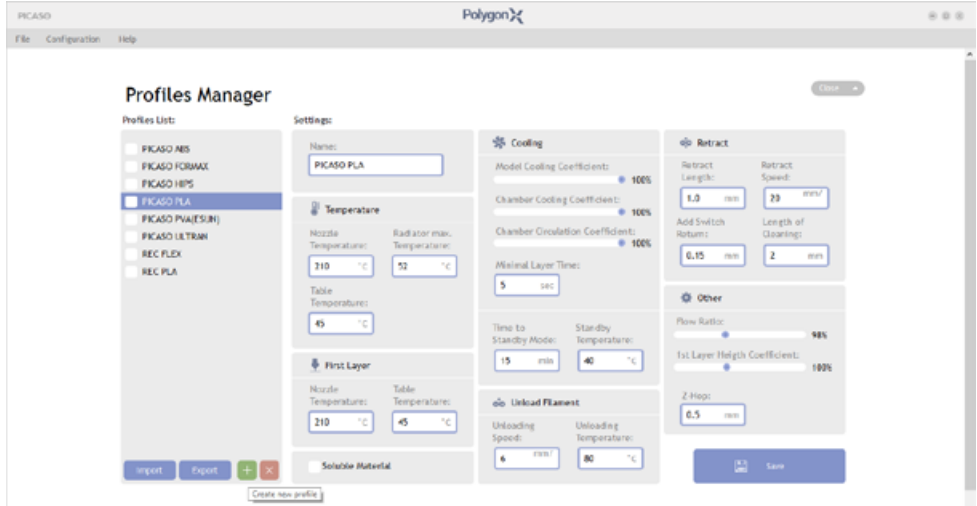 PICASO
Polygon X
File Configuration Help
Profiles Manager
Close
Profiles List:
PICASO ABS
PICASO FORMAX
PICASO HIPS
PICASO PLA
PICASO PVA(ESUN)
PICASO ULTRAN
REC FLEX
REC PLA
Import Export
Create new profile
Settings:
Name:
PICASO PLA
Temperature
Nozzle Temperature:
210 °C
Radiator max. Temperature:
52 °C
Table Temperature:
45 °C
First Layer
Nozzle Temperature:
210 °C
Table Temperature:
45 °C
Soluble Material
Cooling
Model Cooling Coefficient:
100%
Chamber Cooling Coefficient:
100%
Chamber Circulation Coefficient:
100%
Minimal Layer Time:
5 sec
Time to Standby Mode:
15 min
Standby Temperature:
40 °C
Unload Filament
Unloading Speed:
6 mm/
Unloading Temperature:
80 °C
Retract
Retract Length:
1.0 mm
Retract Speed:
20 mm/
Add Switch Return:
0.15 mm
Length of Cleaning:
2 mm
Other
Flow Ratio:
98%
1st Layer Heigth Coefficient:
100%
Z-Hop:
0.5 mm
Save